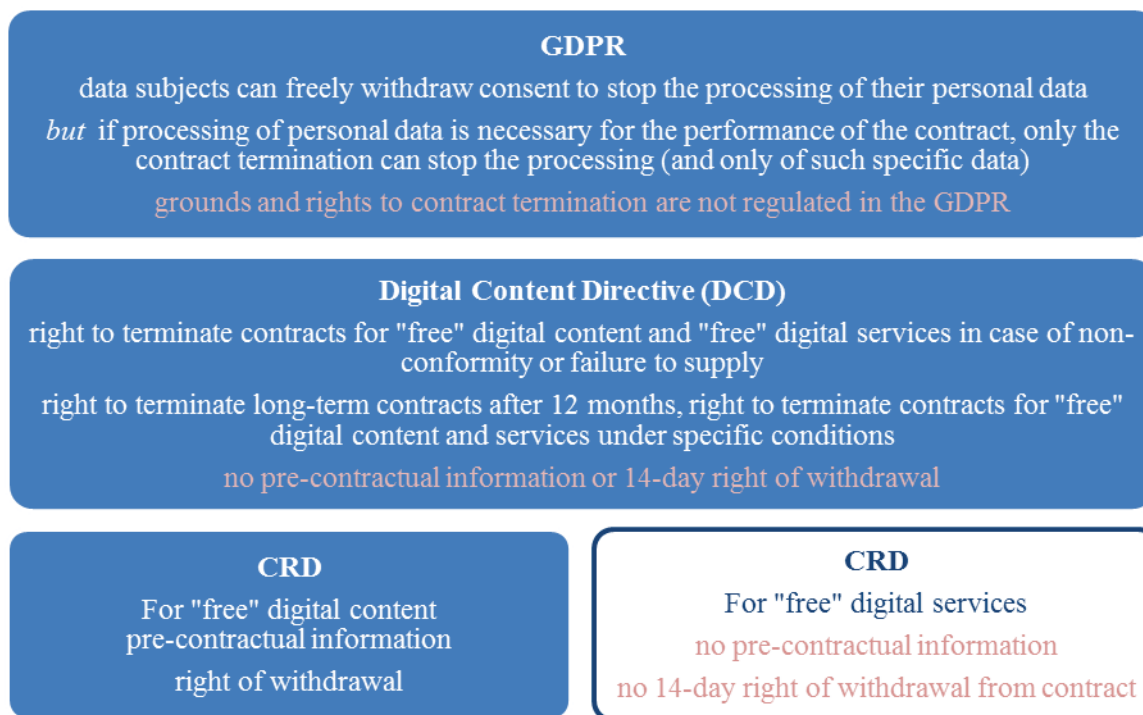 GDPR
data subjects can freely withdraw consent to stop the processing of their personal data
but if processing of personal data is necessary for the performance of the contract, only the
contract termination can stop the processing (and only of such specific data)
grounds and rights to contract termination are not regulated in the GDPR
Digital Content Directive (DCD)
right to terminate contracts for "free" digital content and "free" digital services in case of non-
conformity or failure to supply
right to terminate long-term contracts after 12 months, right to terminate contracts for "free"
digital content and services under specific conditions
no pre-contractual information or 14-day right of withdrawal
CRD
For "free" digital content
pre-contractual information
right of withdrawal
CRD
For "free" digital services
no pre-contractual information
no 14-day right of withdrawal from contract